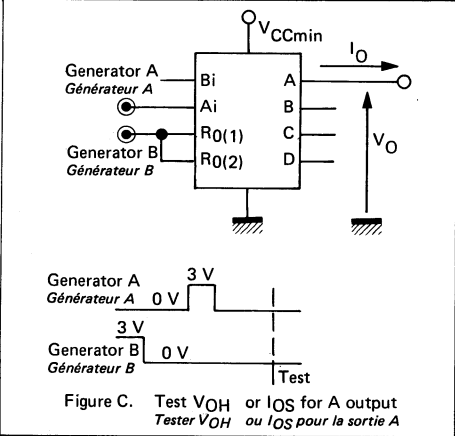 VCCmin
IO
Generator A
Générateur A
Bi
A
Ai
B
R0(1)
C
Generator B
Générateur B
R0(2)
D
VO
Generator A
Générateur A
0 V
3 V
3 V
Generator B
Générateur B
0 V
Test
Figure C. Test VOH or IOS for A output
Tester VOH ou IOS pour la sortie A